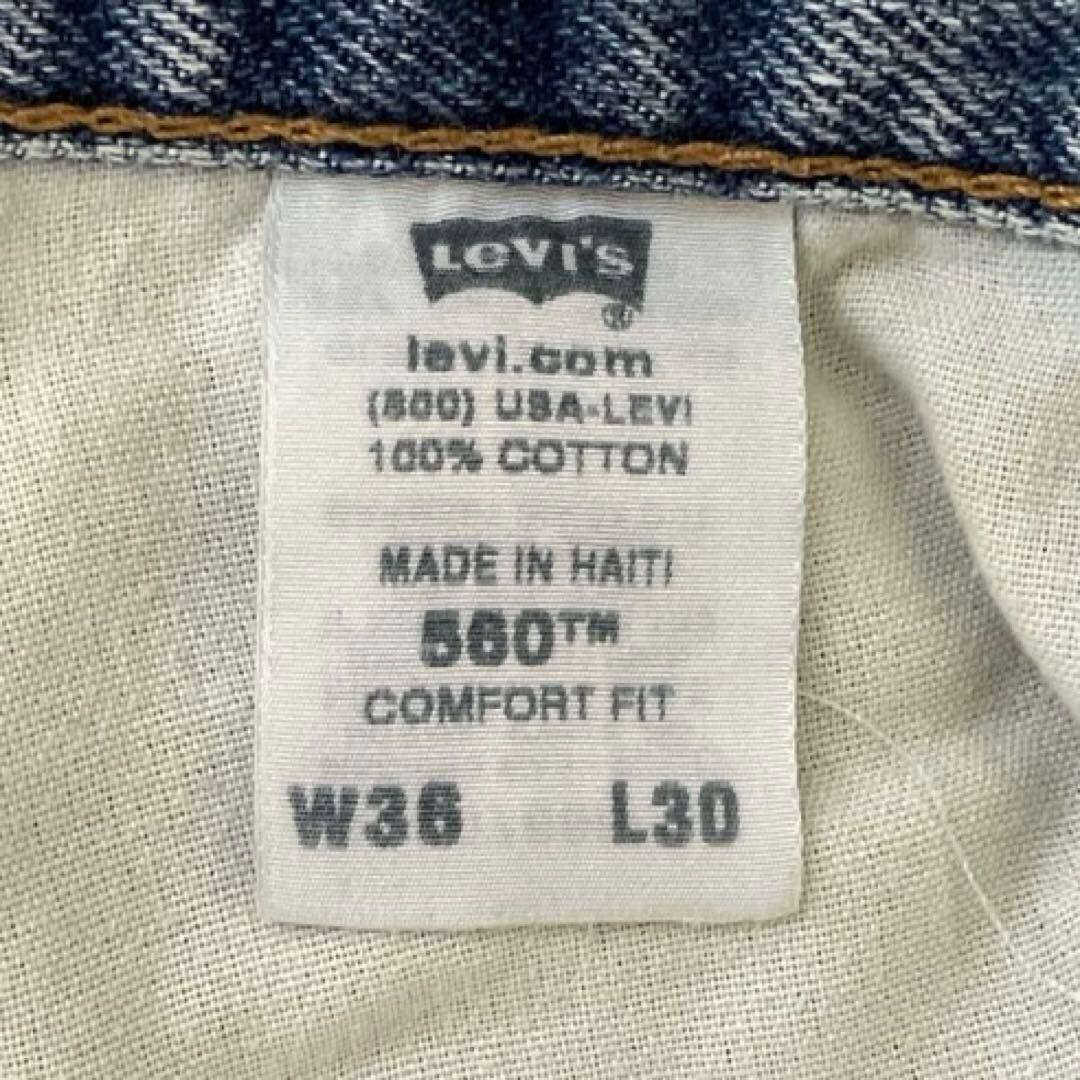 LEVI'S
®
levi.com
(800) USA-LEVI
100% COTTON
MADE IN HAITI
560™
COMFORT FIT
W36 L30